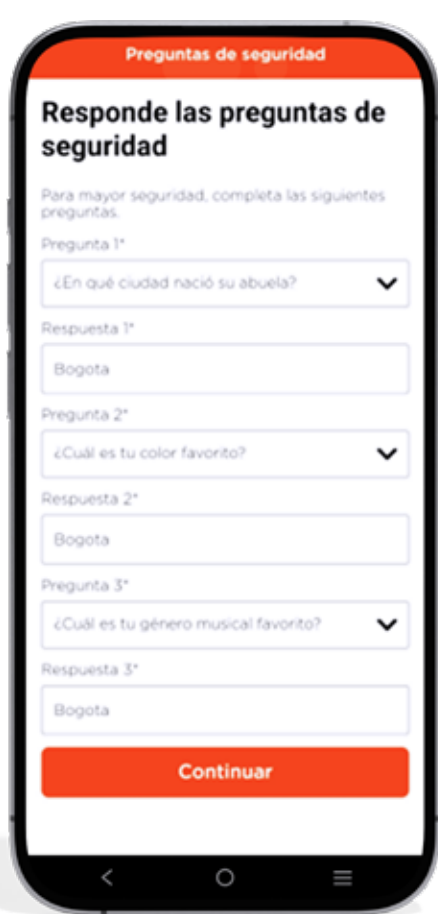 Preguntas de seguridad
Responde las preguntas de
seguridad
Para mayor seguridad, completa las siguientes
preguntas.
Pregunta 1*
¿En qué ciudad nació su abuela?
Respuesta 1*
Bogota
Pregunta 2*
¿Cuál es tu color favorito?
Respuesta 2*
Bogota
Pregunta 3*
¿Cuál es tu género musical favorito?
Respuesta 3*
Bogota
Continuar